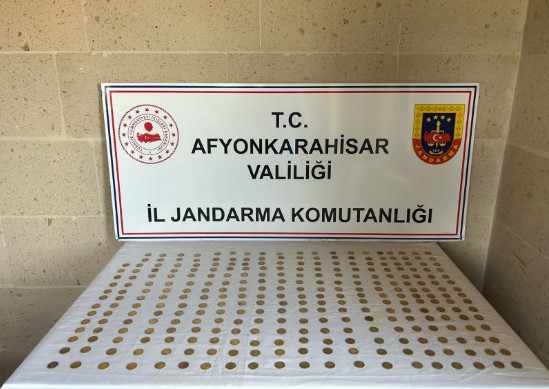 T.C.
AFYONKARAHİSAR
VALİLİĞİ
İL JANDARMA KOMUTANLIĞI
JANDARMA